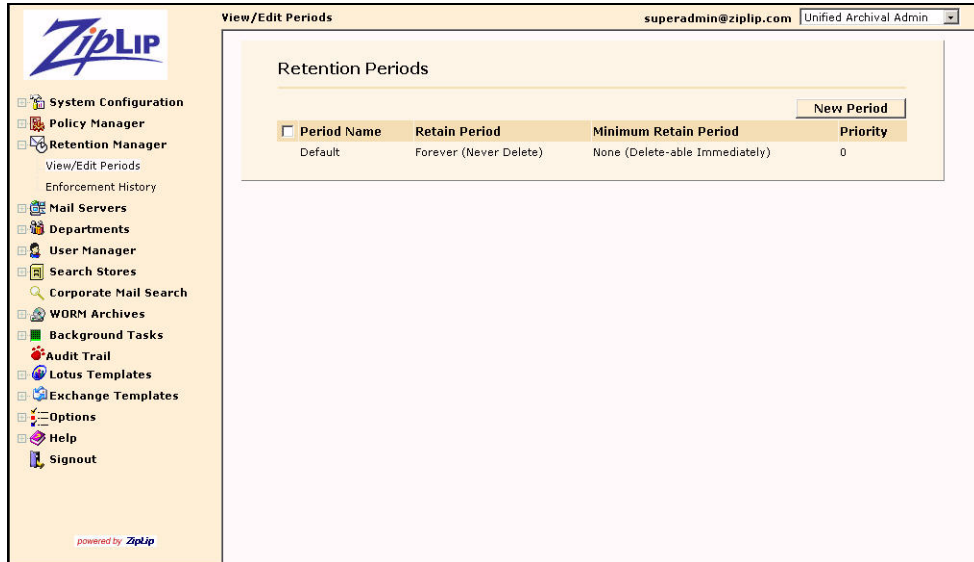 View/Edit Periods superadmin@ziplip.com Unified Archival Admin
ZipLip
System Configuration
Policy Manager
Retention Manager
View/Edit Periods
Enforcement History
Mail Servers
Departments
User Manager
Search Stores
Corporate Mail Search
WORM Archives
Background Tasks
Audit Trail
Lotus Templates
Exchange Templates
Options
Help
Signout
powered by ZipLip
Retention Periods
New Period
Period Name Retain Period Minimum Retain Period Priority
Default Forever (Never Delete) None (Delete-able Immediately) 0